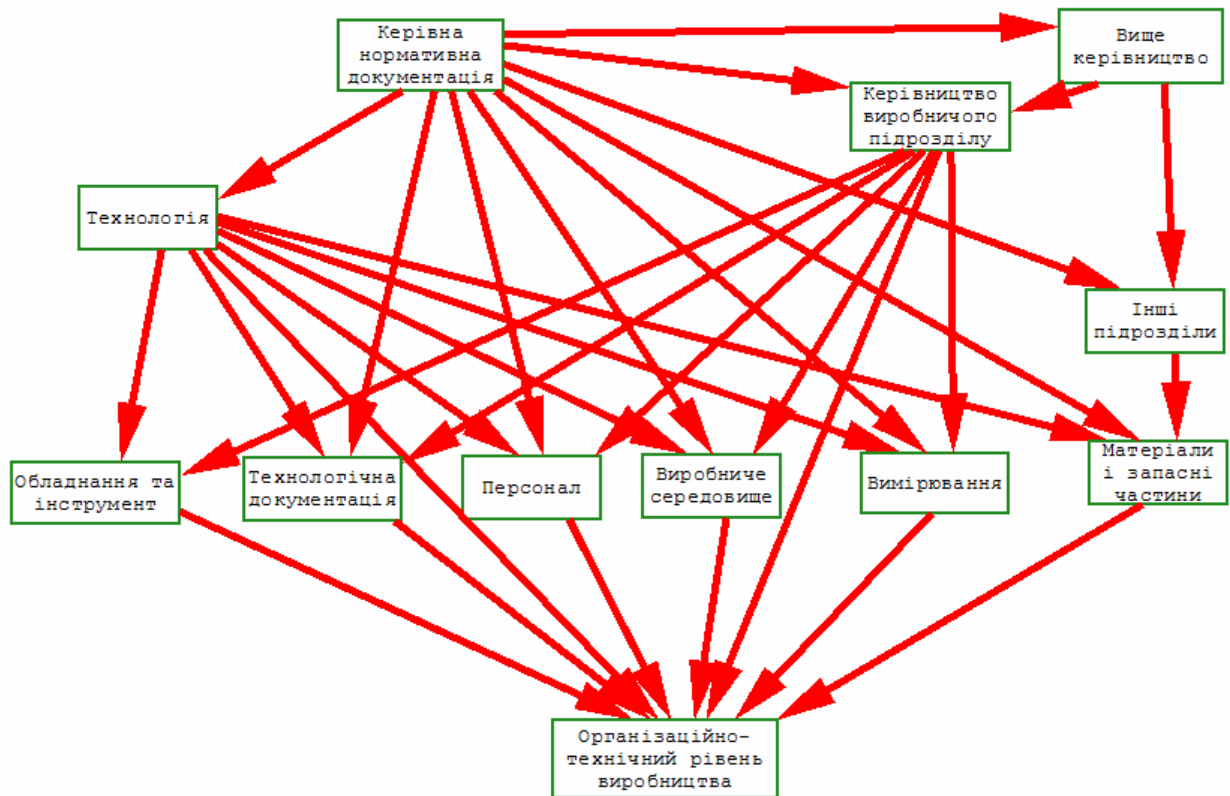 Керівна
нормативна
документація
Вище
керівництво
Керівництво
виробничого
підрозділу
Технологія
Інші
підрозділи
Обладнання та
інструмент
Технологічна
документація
Персонал
Виробниче
середовище
Вимірювання
Матеріали
і запасні
частини
Організаційно-
технічний рівень
виробництва